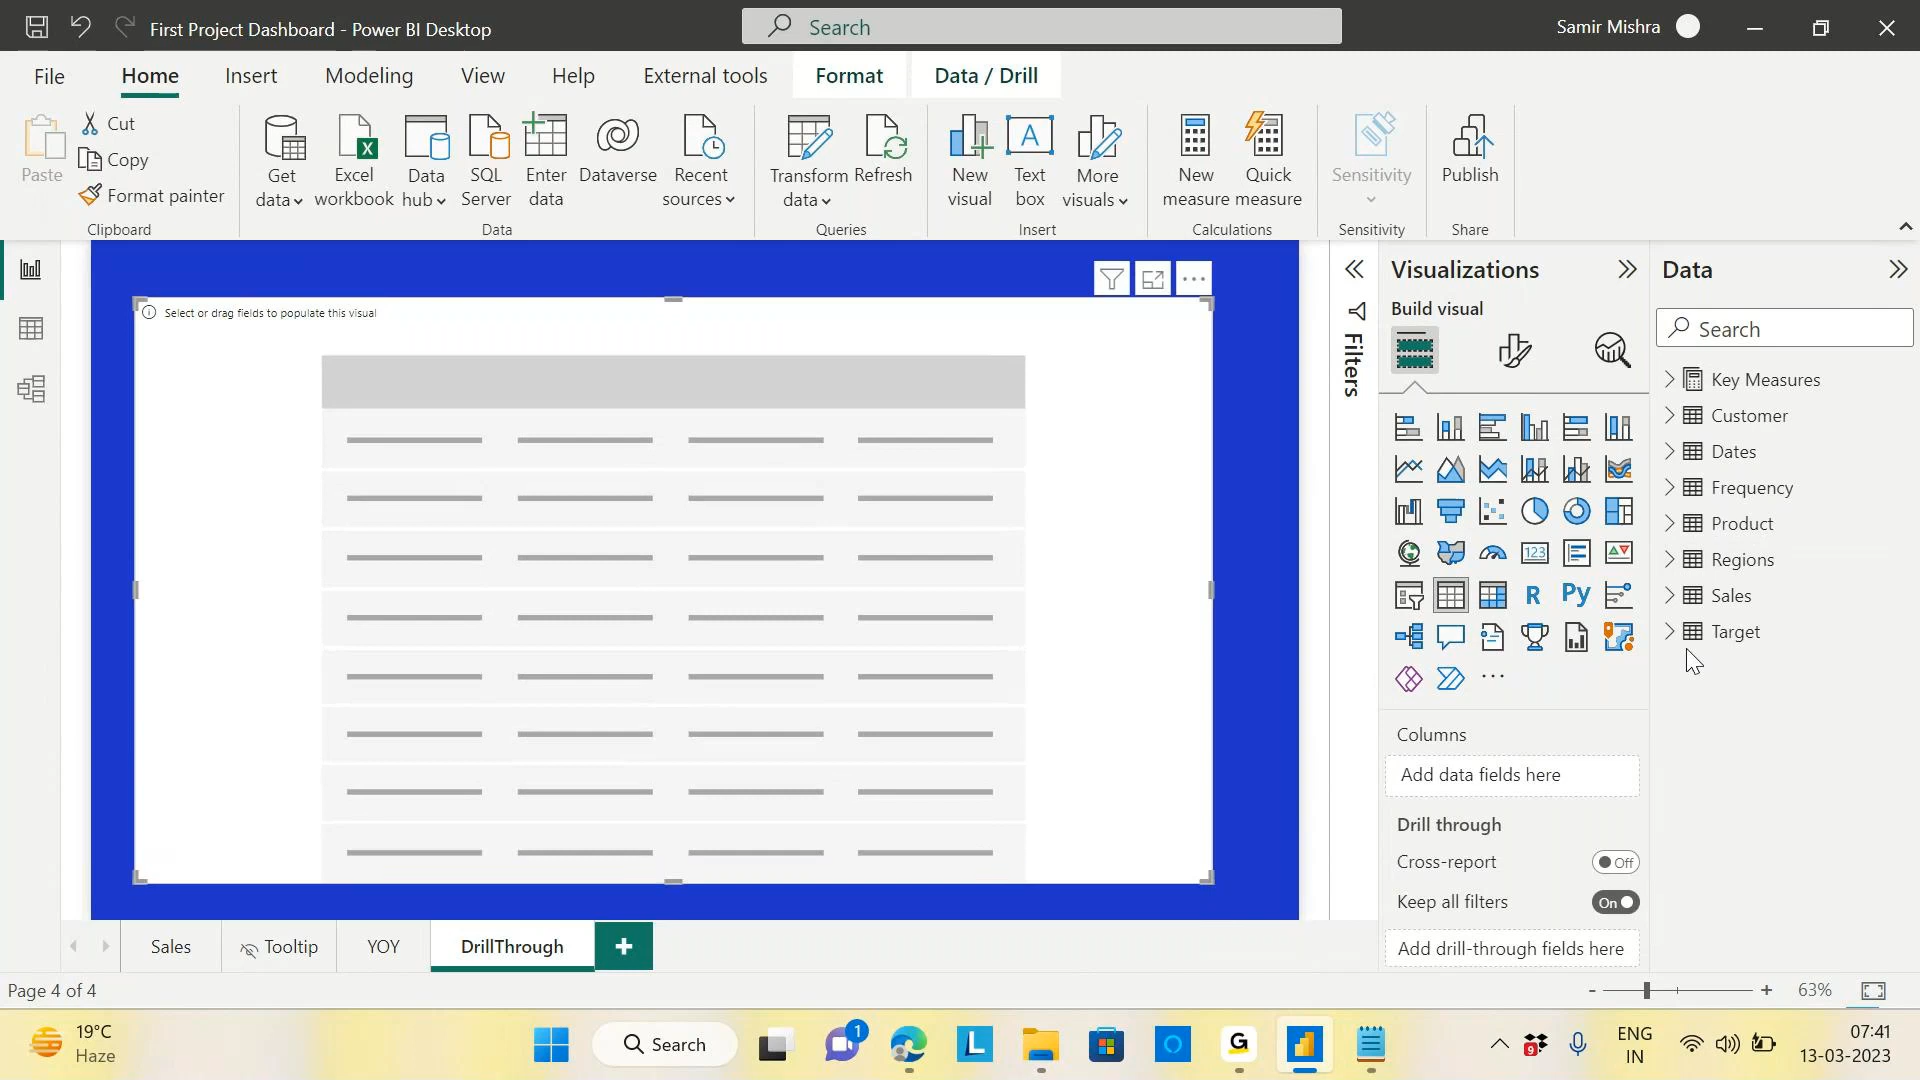 First Project Dashboard - Power BI Desktop
Search
Samir Mishra
File
Home
Insert
Modeling
View
Help
External tools
Format
Data / Drill
Paste
Cut
Copy
Format painter
Clipboard
Get data
Excel workbook
Data hub
SQL Server
Enter data
Dataverse
Recent sources
Data
Transform data
Refresh
Queries
New visual
Text box
More visuals
Insert
New measure
Quick measure
Calculations
Sensitivity
Sensitivity
Publish
Share
Select or drag fields to populate this visual
Filters
Visualizations
Build visual
123
R
Py
Columns
Add data fields here
Drill through
Cross-report
Off
Keep all filters
On
Add drill-through fields here
Data
Search
Key Measures
Customer
Dates
Frequency
Product
Regions
Sales
Target
Sales
Tooltip
YOY
DrillThrough
Page 4 of 4
63%
19°C
Haze
Search
1
L
G
9
ENG
IN
07:41
13-03-2023